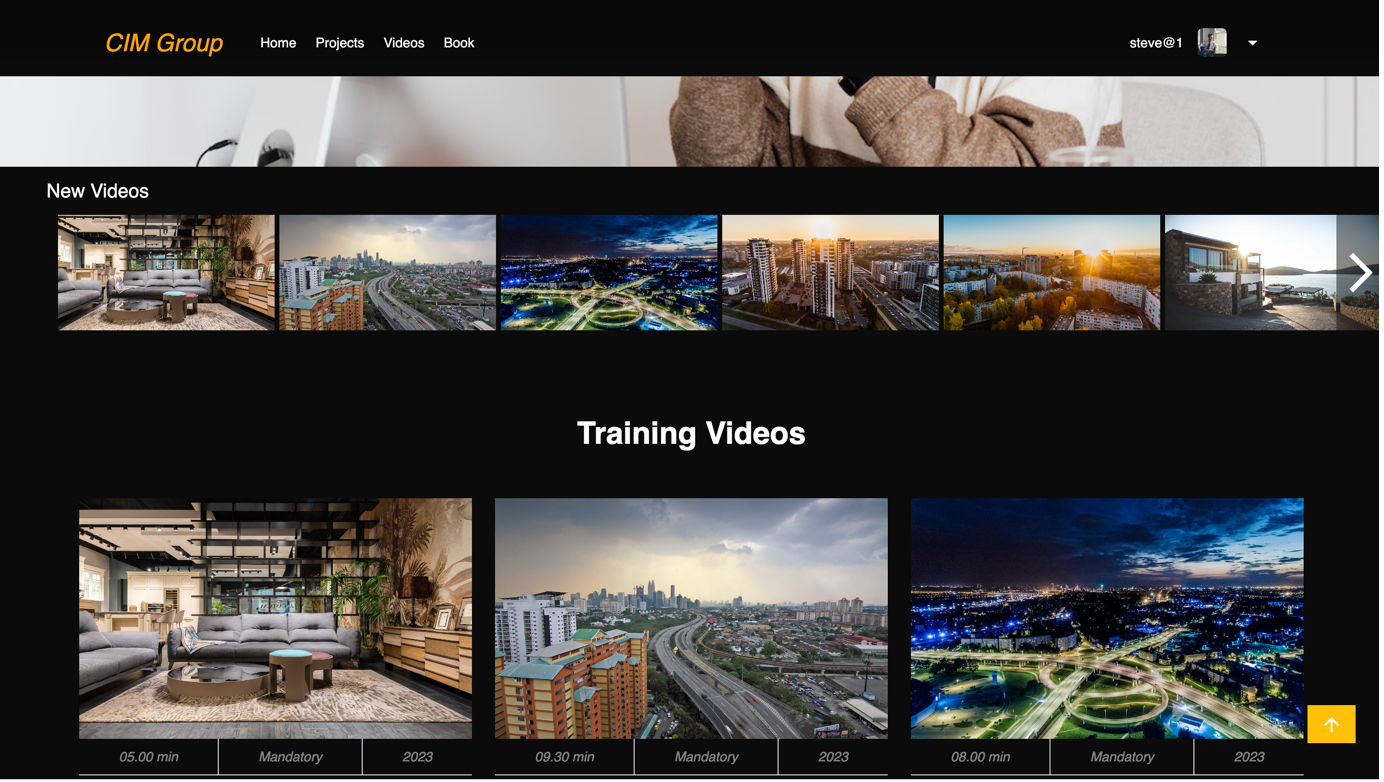 CIM Group Home Projects Videos Book steve@1
New Videos
Training Videos
05.00 min Mandatory 2023 09.30 min Mandatory 2023 08.00 min Mandatory 2023